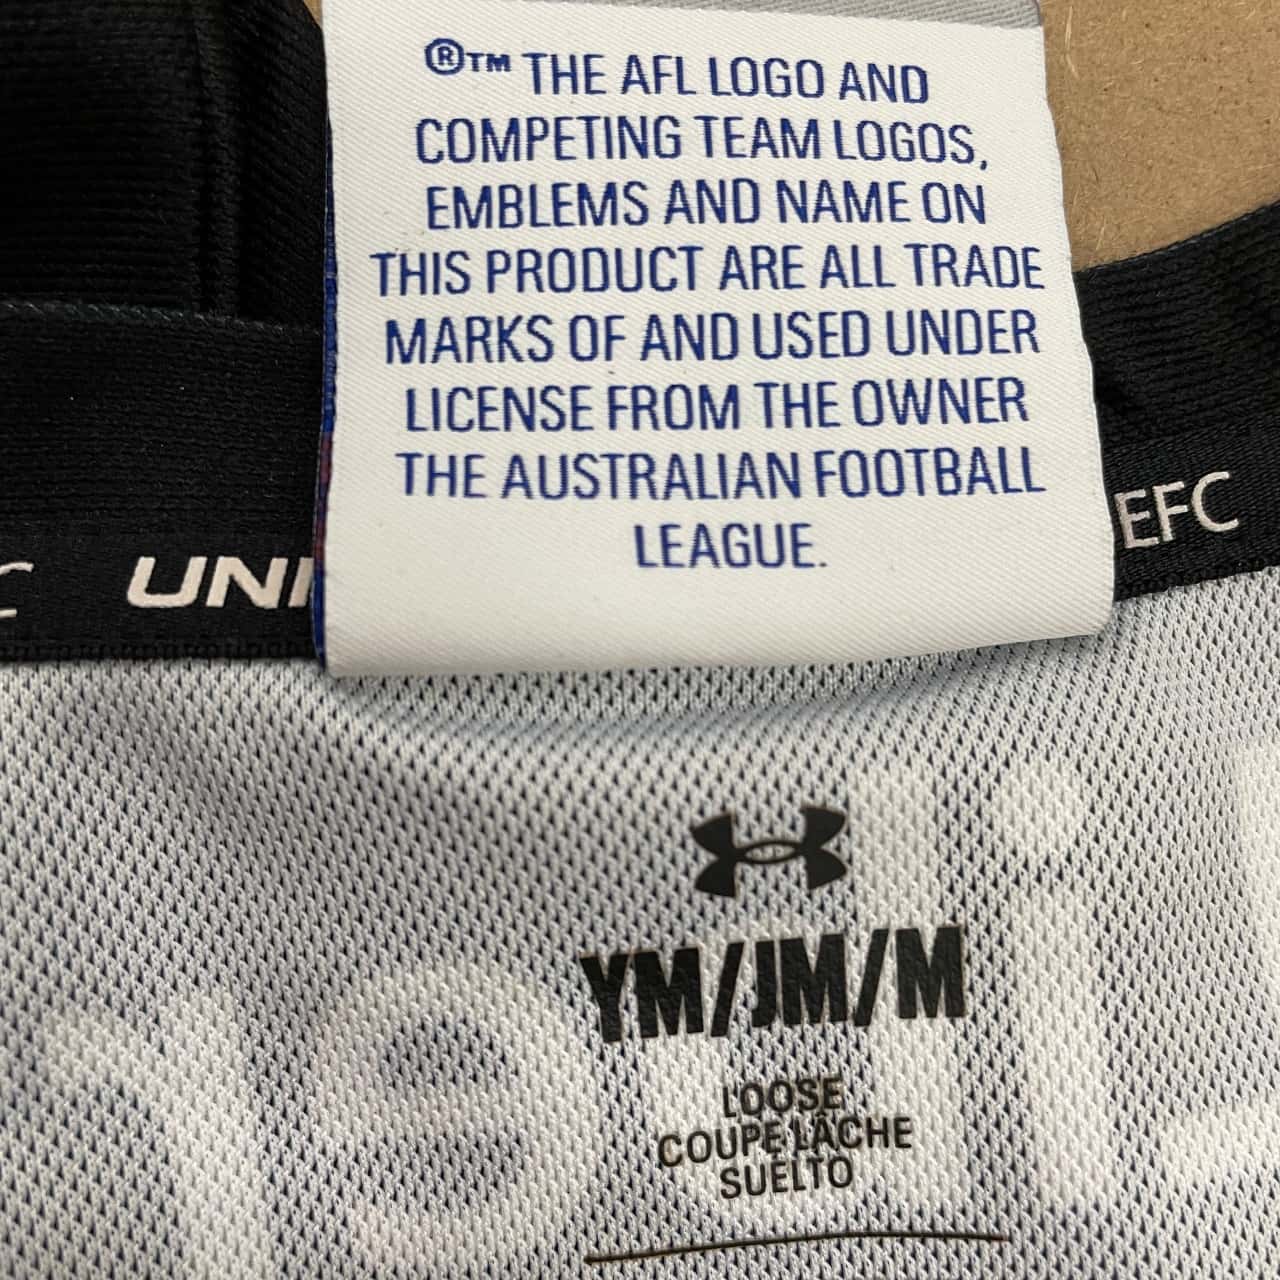 ®™ THE AFL LOGO AND
COMPETING TEAM LOGOS,
EMBLEMS AND NAME ON
THIS PRODUCT ARE ALL TRADE
MARKS OF AND USED UNDER
LICENSE FROM THE OWNER
THE AUSTRALIAN FOOTBALL
LEAGUE.
EFC
YM/JM/M
LOOSE
COUPE LÂCHE
SUELTO